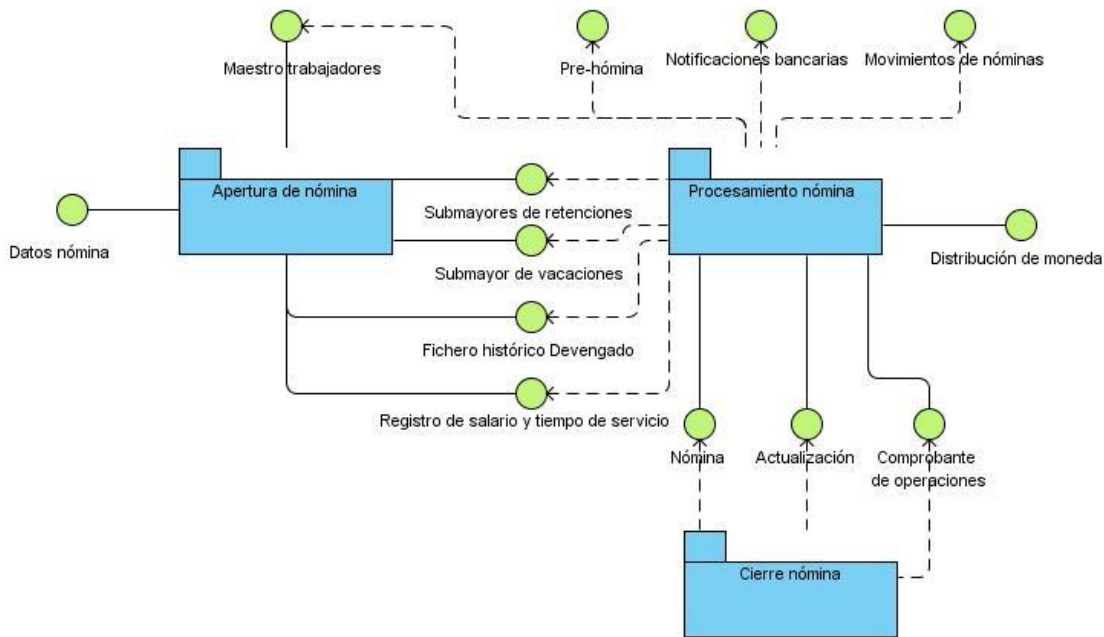 Maestro trabajadores
Pre-nómina
Notificaciones bancarias
Movimientos de nóminas
Apertura de nómina
Procesamiento nómina
Datos nómina
Submayores de retenciones
Submayor de vacaciones
Distribución de moneda
Fichero histórico Devengado
Registro de salario y tiempo de servicio
Nómina
Actualización
Comprobante
de operaciones
Cierre nómina